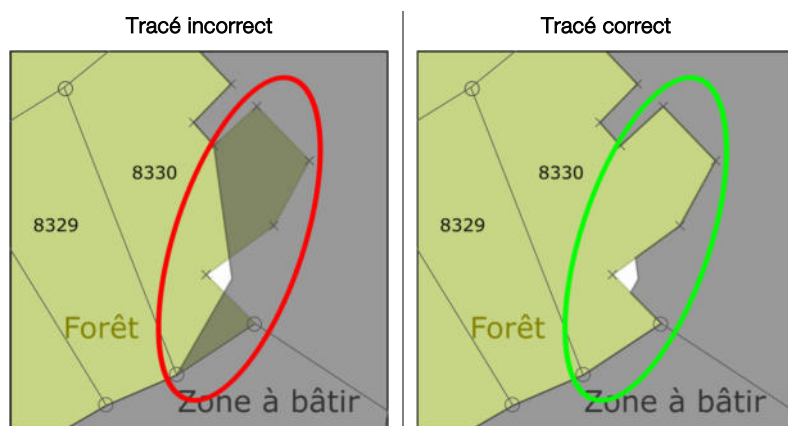 Tracé incorrect
8330
8329
Forêt
Zone à bâtir
Tracé correct
8330
8329
Forêt
Zone à bâtir